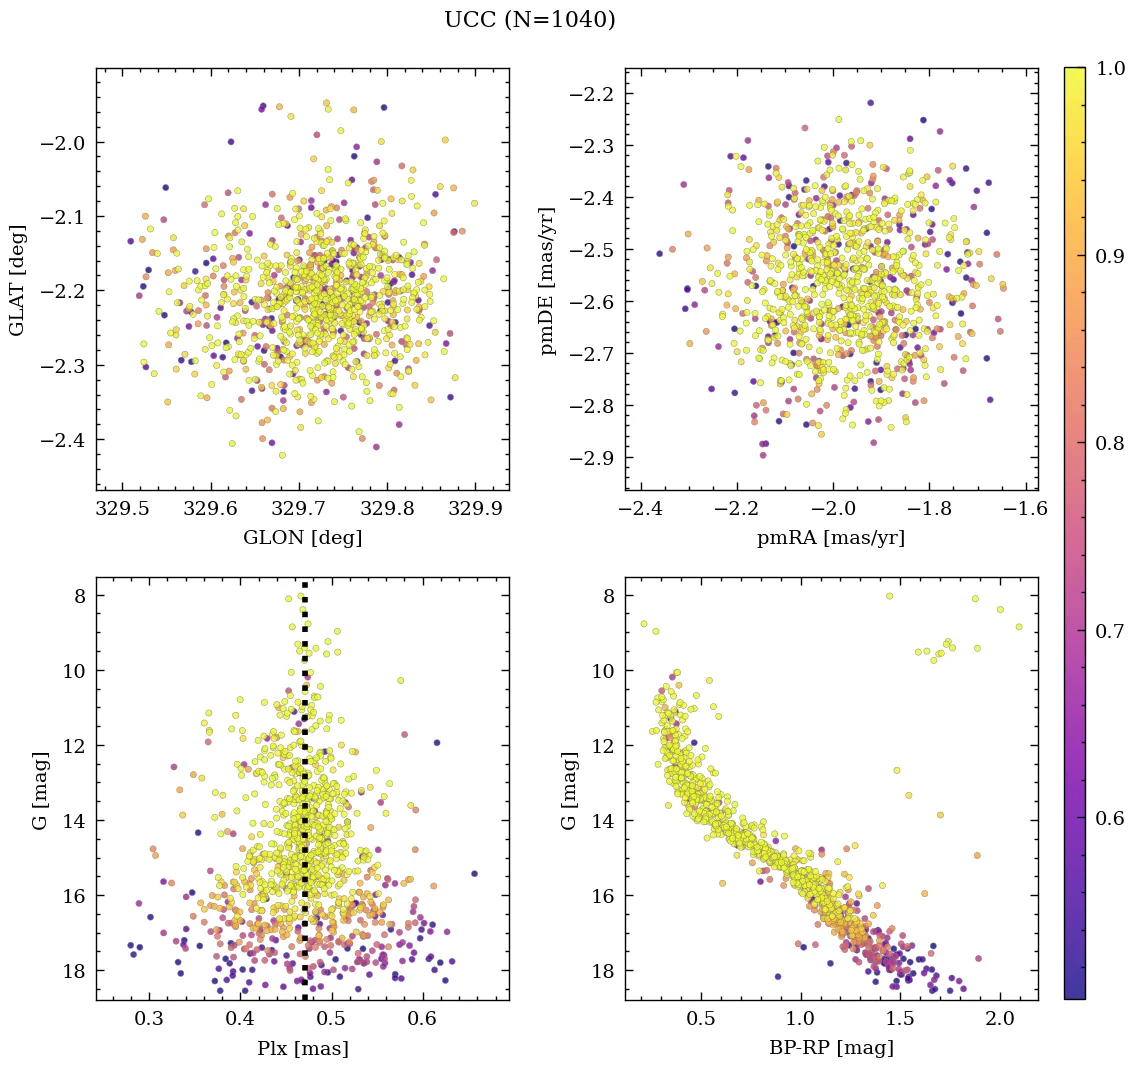 UCC (N=1040)
−2.0
−2.1
−2.2
−2.3
−2.4
GLAT [deg]
329.5 329.6 329.7 329.8 329.9
GLON [deg]
−2.2
−2.3
−2.4
−2.5
−2.6
−2.7
−2.8
−2.9
pmDE [mas/yr]
−2.4 −2.2 −2.0 −1.8 −1.6
pmRA [mas/yr]
8
10
12
14
16
18
G [mag]
0.3 0.4 0.5 0.6
Plx [mas]
8
10
12
14
16
18
G [mag]
0.5 1.0 1.5 2.0
BP-RP [mag]
1.0
0.9
0.8
0.7
0.6